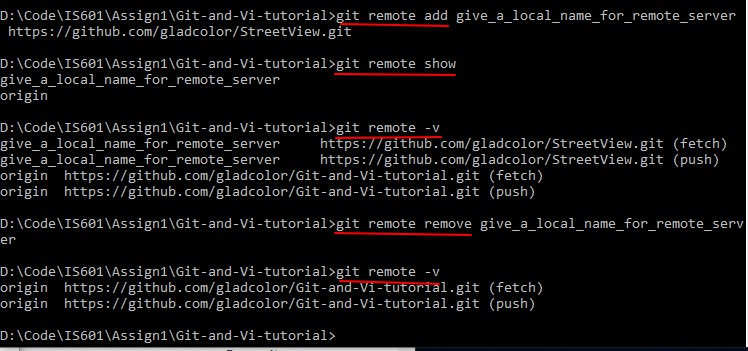 D:\Code\IS601\Assign1\Git-and-Vi-tutorial>git remote add give_a_local_name_for_remote_server
 https://github.com/gladcolor/StreetView.git
D:\Code\IS601\Assign1\Git-and-Vi-tutorial>git remote show
give_a_local_name_for_remote_server
origin
D:\Code\IS601\Assign1\Git-and-Vi-tutorial>git remote -v
give_a_local_name_for_remote_server     https://github.com/gladcolor/StreetView.git (fetch)
give_a_local_name_for_remote_server     https://github.com/gladcolor/StreetView.git (push)
origin  https://github.com/gladcolor/Git-and-Vi-tutorial.git (fetch)
origin  https://github.com/gladcolor/Git-and-Vi-tutorial.git (push)
D:\Code\IS601\Assign1\Git-and-Vi-tutorial>git remote remove give_a_local_name_for_remote_serv
er
D:\Code\IS601\Assign1\Git-and-Vi-tutorial>git remote -v
origin  https://github.com/gladcolor/Git-and-Vi-tutorial.git (fetch)
origin  https://github.com/gladcolor/Git-and-Vi-tutorial.git (push)
D:\Code\IS601\Assign1\Git-and-Vi-tutorial>